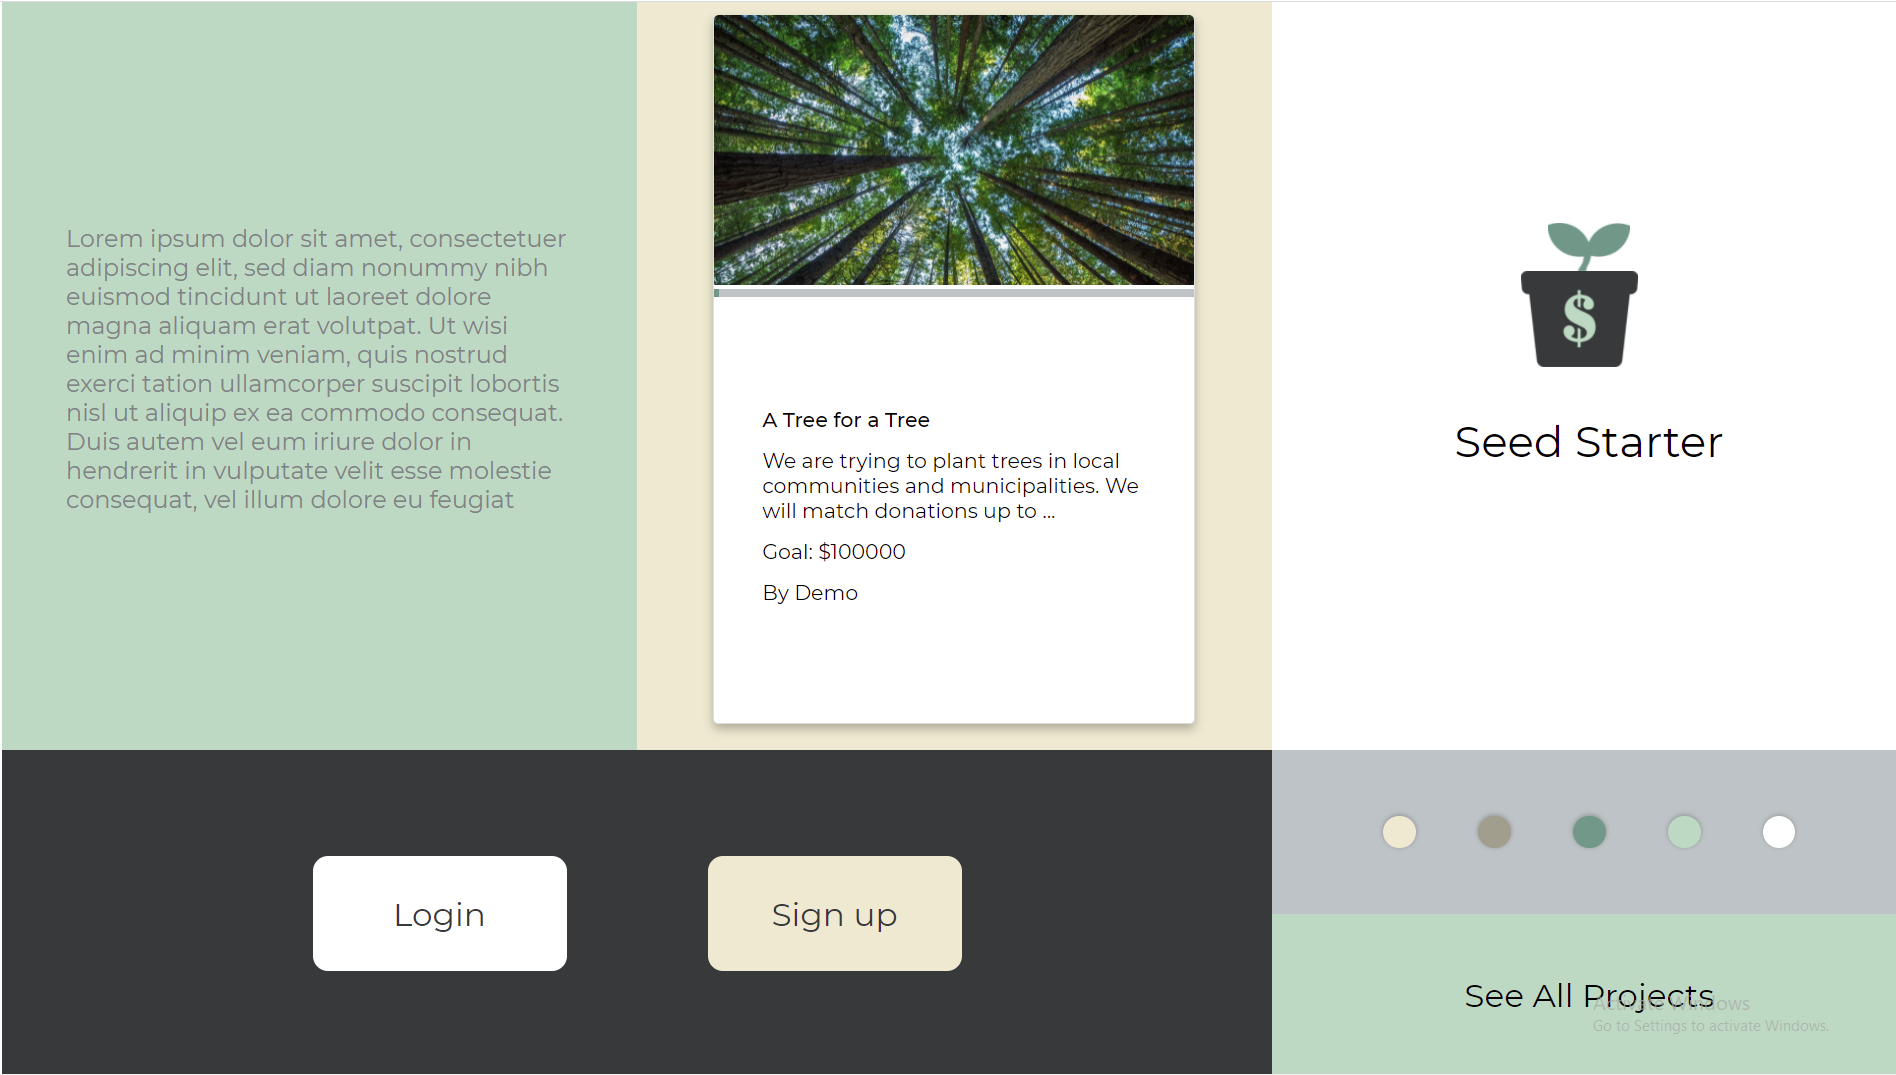 Lorem ipsum dolor sit amet, consectetuer
adipiscing elit, sed diam nonummy nibh
euismod tincidunt ut laoreet dolore
magna aliquam erat volutpat. Ut wisi
enim ad minim veniam, quis nostrud
exerci tation ullamcorper suscipit lobortis
nisl ut aliquip ex ea commodo consequat.
Duis autem vel eum iriure dolor in
hendrerit in vulputate velit esse molestie
consequat, vel illum dolore eu feugiat
A Tree for a Tree
We are trying to plant trees in local
communities and municipalities. We
will match donations up to ...
Goal: $100000
By Demo
$
Seed Starter
Login
Sign up
See All Projects
Activate Windows
Go to Settings to activate Windows.